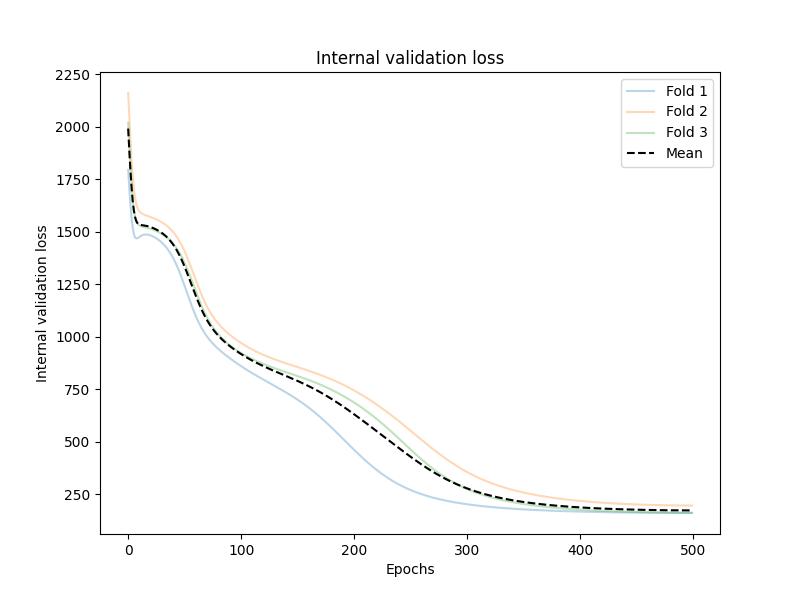 Internal validation loss
2250
2000
1750
1500
1250
1000
750
500
250
Internal validation loss
Fold 1
Fold 2
Fold 3
Mean
0 100 200 300 400 500
Epochs